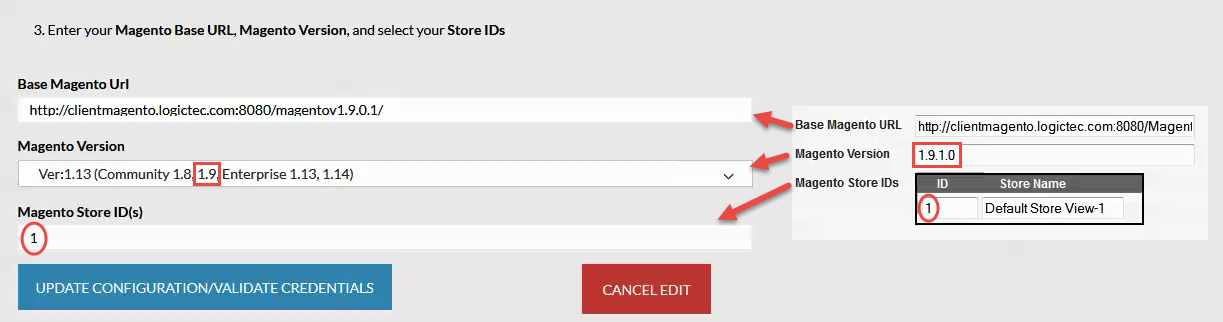 3. Enter your Magento Base URL, Magento Version, and select your Store IDs
Base Magento Url
http://clientmagento.logictec.com:8080/magentov1.9.0.1/
Magento Version
Ver:1.13 (Community 1.8, 1.9, Enterprise 1.13, 1.14)
Magento Store ID(s)
1
UPDATE CONFIGURATION/VALIDATE CREDENTIALS
CANCEL EDIT
Base Magento URL
http://clientmagento.logictec.com:8080/Magent
Magento Version
1.9.1.0
Magento Store IDs
ID Store Name
1 Default Store View-1